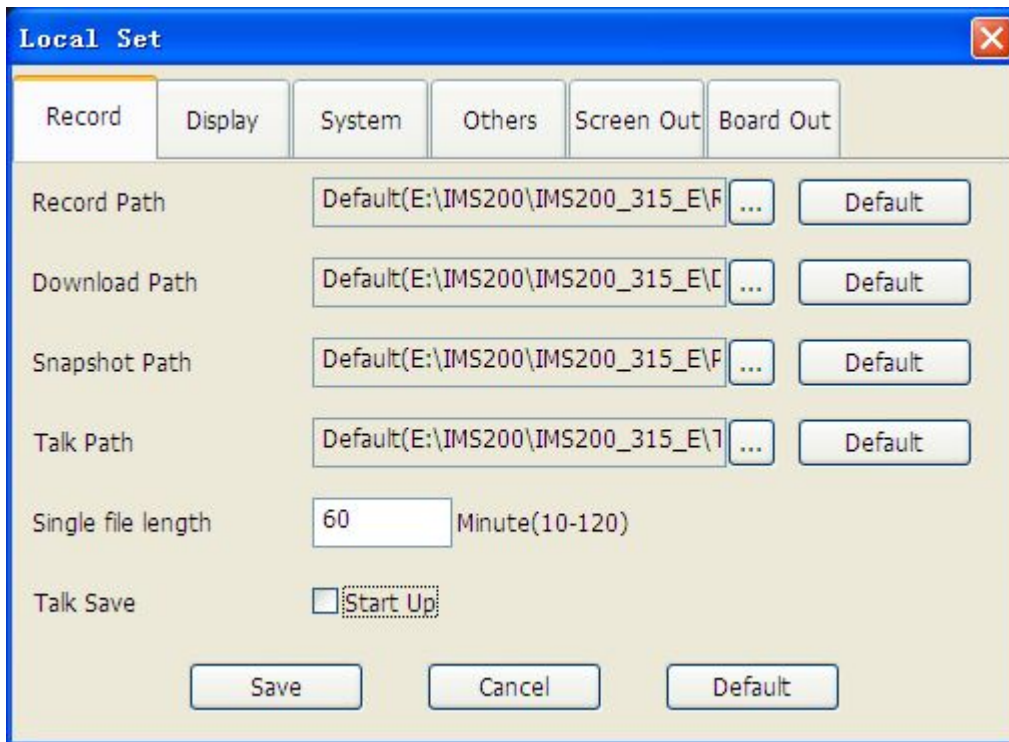 Local Set
Record Display System Others Screen Out Board Out
Record Path Default(E:\IMS200\IMS200_315_E\ ... Default
Download Path Default(E:\IMS200\IMS200_315_E\ ... Default
Snapshot Path Default(E:\IMS200\IMS200_315_E\ ... Default
Talk Path Default(E:\IMS200\IMS200_315_E\ ... Default
Single file length 60 Minute(10-120)
Talk Save Start Up
Save Cancel Default